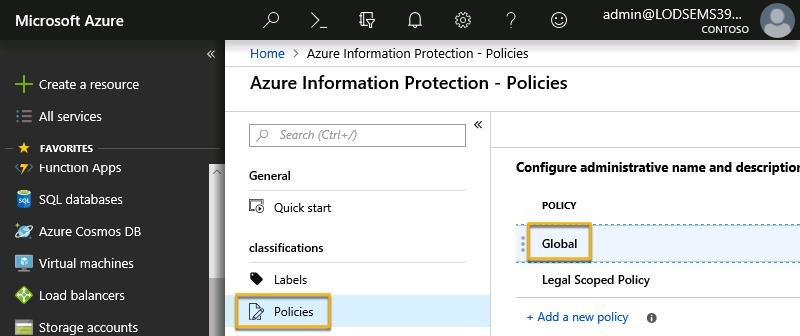 Microsoft Azure
admin@LODSEMS39...
CONTOSO
Create a resource
All services
FAVORITES
Function Apps
SQL databases
Azure Cosmos DB
Virtual machines
Load balancers
Storage accounts
Home > Azure Information Protection - Policies
Azure Information Protection - Policies
Search (Ctrl+/)
General
Quick start
classifications
Labels
Policies
Configure administrative name and description
POLICY
Global
Legal Scoped Policy
+ Add a new policy